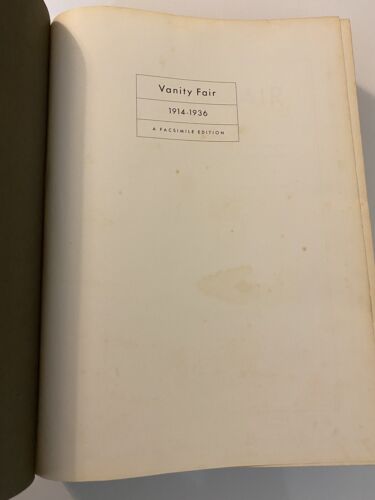 Vanity Fair
1914-1936
A FACSIMILE EDITION